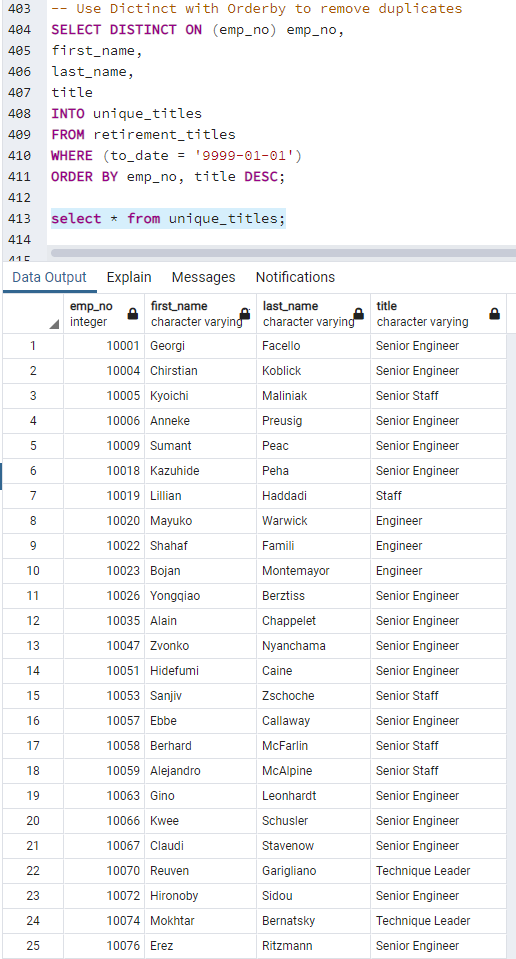 403 -- Use Dictinct with Orderby to remove duplicates
404 SELECT DISTINCT ON (emp_no) emp_no,
405 first_name,
406 last_name,
407 title
408 INTO unique_titles
409 FROM retirement_titles
410 WHERE (to_date = '9999-01-01')
411 ORDER BY emp_no, title DESC;
412
413 select * from unique_titles;
414
415
Data Output Explain Messages Notifications
emp_no first_name last_name title
integer character varying character varying character varying
1 10001 Georgi Facello Senior Engineer
2 10004 Chirstian Koblick Senior Engineer
3 10005 Kyoichi Maliniak Senior Staff
4 10006 Anneke Preusig Senior Engineer
5 10009 Sumant Peac Senior Engineer
6 10018 Kazuhide Peha Senior Engineer
7 10019 Lillian Haddadi Staff
8 10020 Mayuko Warwick Engineer
9 10022 Shahaf Famili Engineer
10 10023 Bojan Montemayor Engineer
11 10026 Yongqiao Berztiss Senior Engineer
12 10035 Alain Chappelet Senior Engineer
13 10047 Zvonko Nyanchama Senior Engineer
14 10051 Hidefumi Caine Senior Engineer
15 10053 Sanjiv Zschoche Senior Staff
16 10057 Ebbe Callaway Senior Engineer
17 10058 Berhard McFarlin Senior Staff
18 10059 Alejandro McAlpine Senior Staff
19 10063 Gino Leonhardt Senior Engineer
20 10066 Kwee Schusler Senior Engineer
21 10067 Claudi Stavenow Senior Engineer
22 10070 Reuven Garigliano Technique Leader
23 10072 Hironoby Sidou Senior Engineer
24 10074 Mokhtar Bernatsky Technique Leader
25 10076 Erez Ritzmann Senior Engineer